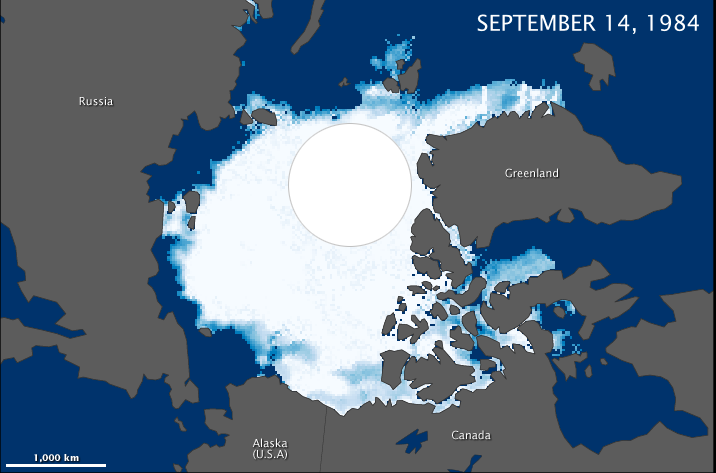 SEPTEMBER 14, 1984
Russia
Greenland
Alaska
(U.S.A)
Canada
1,000 km